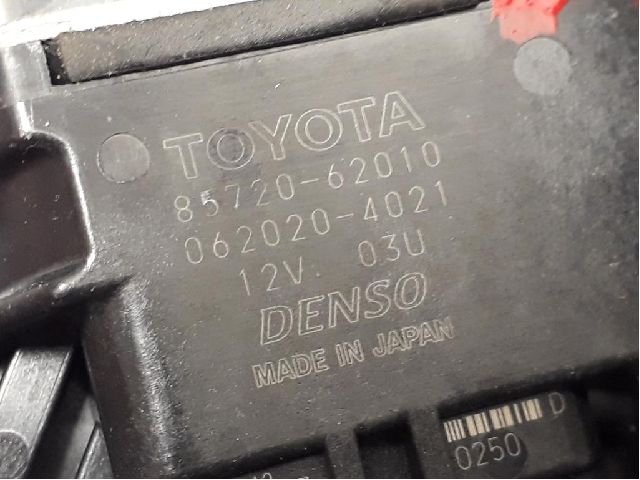 TOYOTA
85720-62010
062020-4021
12V 03U
DENSO
MADE IN JAPAN
D
0250